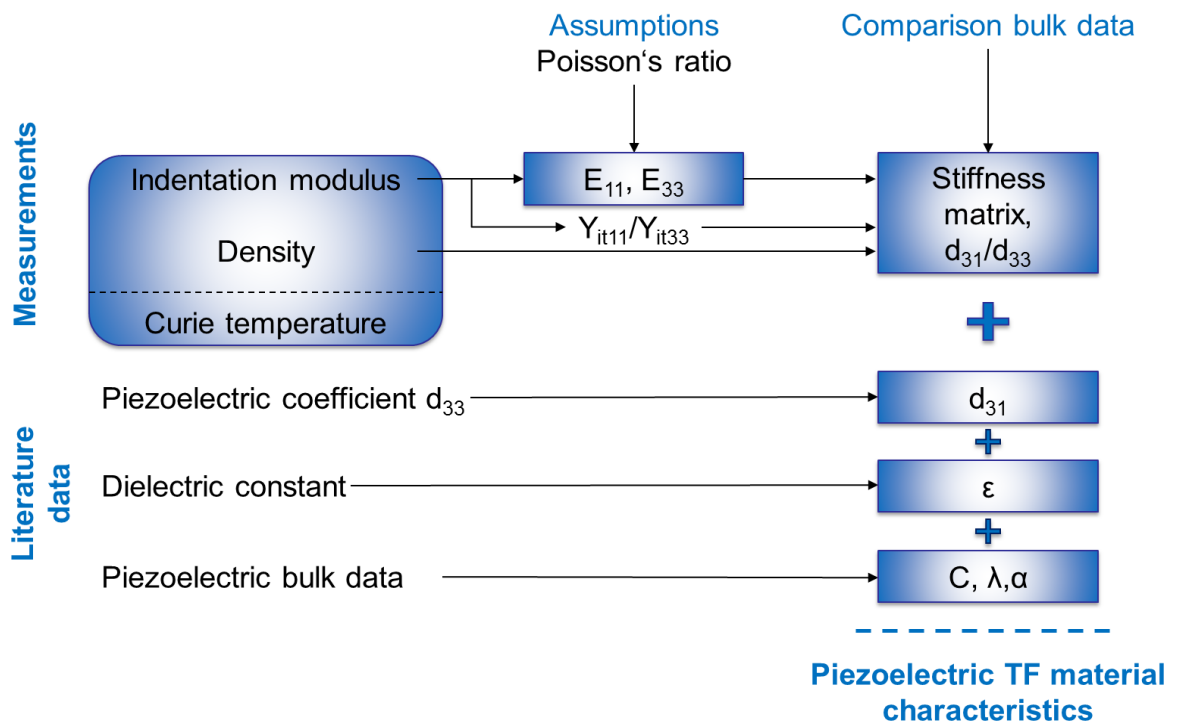 Assumptions
Poisson‘s ratio
Comparison bulk data
Measurements
Indentation modulus
Density
Curie temperature
E₁₁, E₃₃
Yᵢₜ₁₁/Yᵢₜ₃₃
Stiffness
matrix,
d₃₁/d₃₃
Literature
data
Piezoelectric coefficient d₃₃
d₃₁
Dielectric constant
ε
Piezoelectric bulk data
C, λ,α
Piezoelectric TF material
characteristics